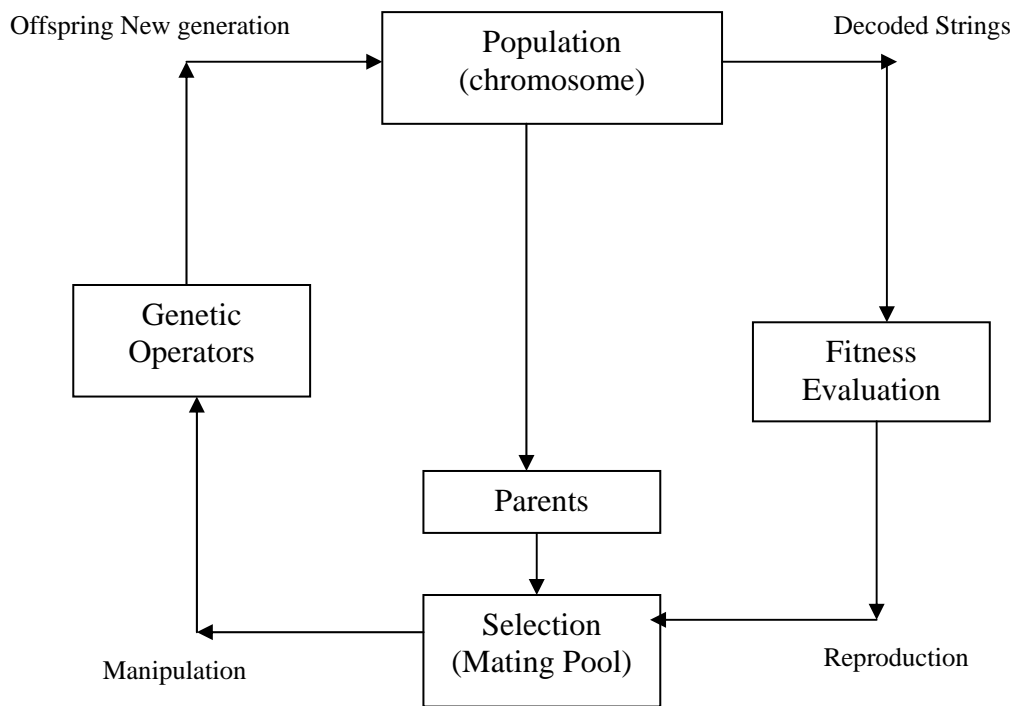 Offspring New generation
Population
(chromosome)
Decoded Strings
Genetic
Operators
Fitness
Evaluation
Parents
Selection
(Mating Pool)
Manipulation
Reproduction